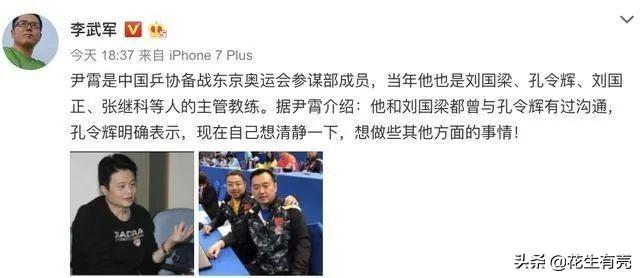 李武军
今天 18:37 来自 iPhone 7 Plus
尹霄是中国乒协备战东京奥运会参谋部成员，当年他也是刘国梁、孔令辉、刘国
正、张继科等人的主管教练。据尹霄介绍：他和刘国梁都曾与孔令辉有过沟通，
孔令辉明确表示，现在自己想清静一下，想做些其他方面的事情！
头条 @花生有壳